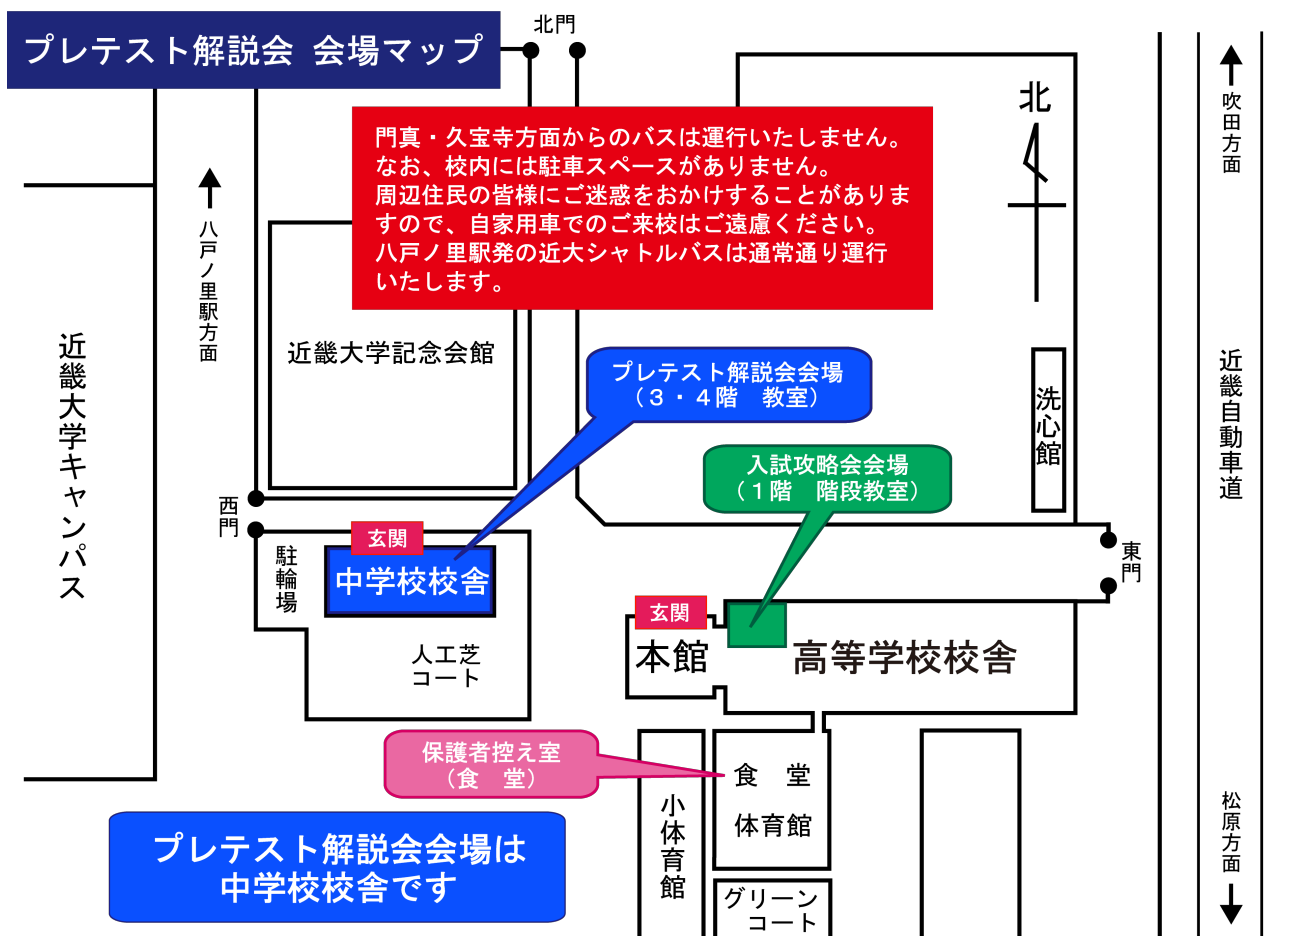 プレテスト解説会 会場マップ
北門
門真・久宝寺方面からのバスは運行いたしません。
なお、校内には駐車スペースがありません。
周辺住民の皆様にご迷惑をおかけすることがありま
すので、自家用車でのご来校はご遠慮ください。
八戸ノ里駅発の近大シャトルバスは通常通り運行
いたします。
北
吹田方面
八戸ノ里駅方面
近畿大学キャンパス
近畿大学記念会館
プレテスト解説会会場
（３・４階　教室）
洗心館
近畿自動車道
入試攻略会会場
（１階　階段教室）
西門
玄関
中学校校舎
駐輪場
東門
玄関
本館
高等学校校舎
人工芝
コート
保護者控え室
（食　堂）
食　堂
体育館
小体育館
松原方面
プレテスト解説会会場は
中学校校舎です
グリーン
コート